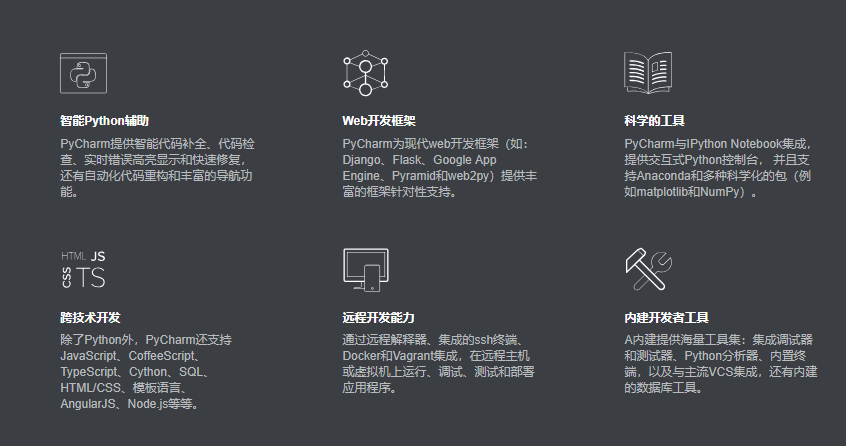 智能Python辅助
PyCharm提供智能代码补全、代码检
查、实时错误高亮显示和快速修复，
还有自动化代码重构和丰富的导航功
能。
Web开发框架
PyCharm为现代web开发框架（如：
Django、Flask、Google App
Engine、Pyramid和web2py）提供丰
富的框架针对性支持。
科学的工具
PyCharm与IPython Notebook集成，
提供交互式Python控制台， 并且支
持Anaconda和多种科学化的包（例
如matplotlib和NumPy）。
HTML JS
CSS TS
跨技术开发
除了Python外，PyCharm还支持
JavaScript、CoffeeScript、
TypeScript、Cython、SQL、
HTML/CSS、模板语言、
AngularJS、Node.js等等。
远程开发能力
通过远程解释器、集成的ssh终端、
Docker和Vagrant集成，在远程主机
或虚拟机上运行、调试、测试和部署
应用程序。
内建开发者工具
A内建提供海量工具集：集成调试器
和测试器、Python分析器、内置终
端，以及与主流VCS集成，还有内建
的数据库工具。